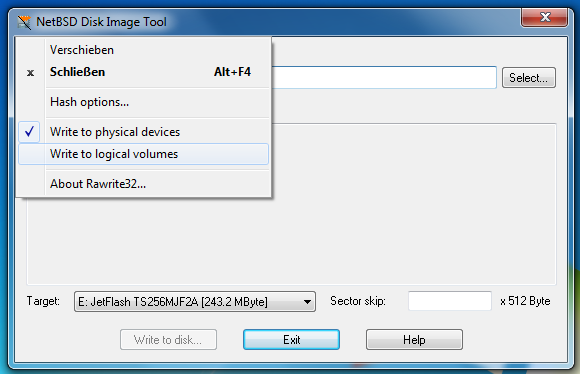 NetBSD Disk Image Tool
Verschieben
x Schließen Alt+F4
Select...
Hash options...
Write to physical devices
Write to logical volumes
About Rawrite32...
Target: E: JetFlash TS256MJF2A [243.2 MByte] Sector skip: x 512 Byte
Write to disk... Exit Help